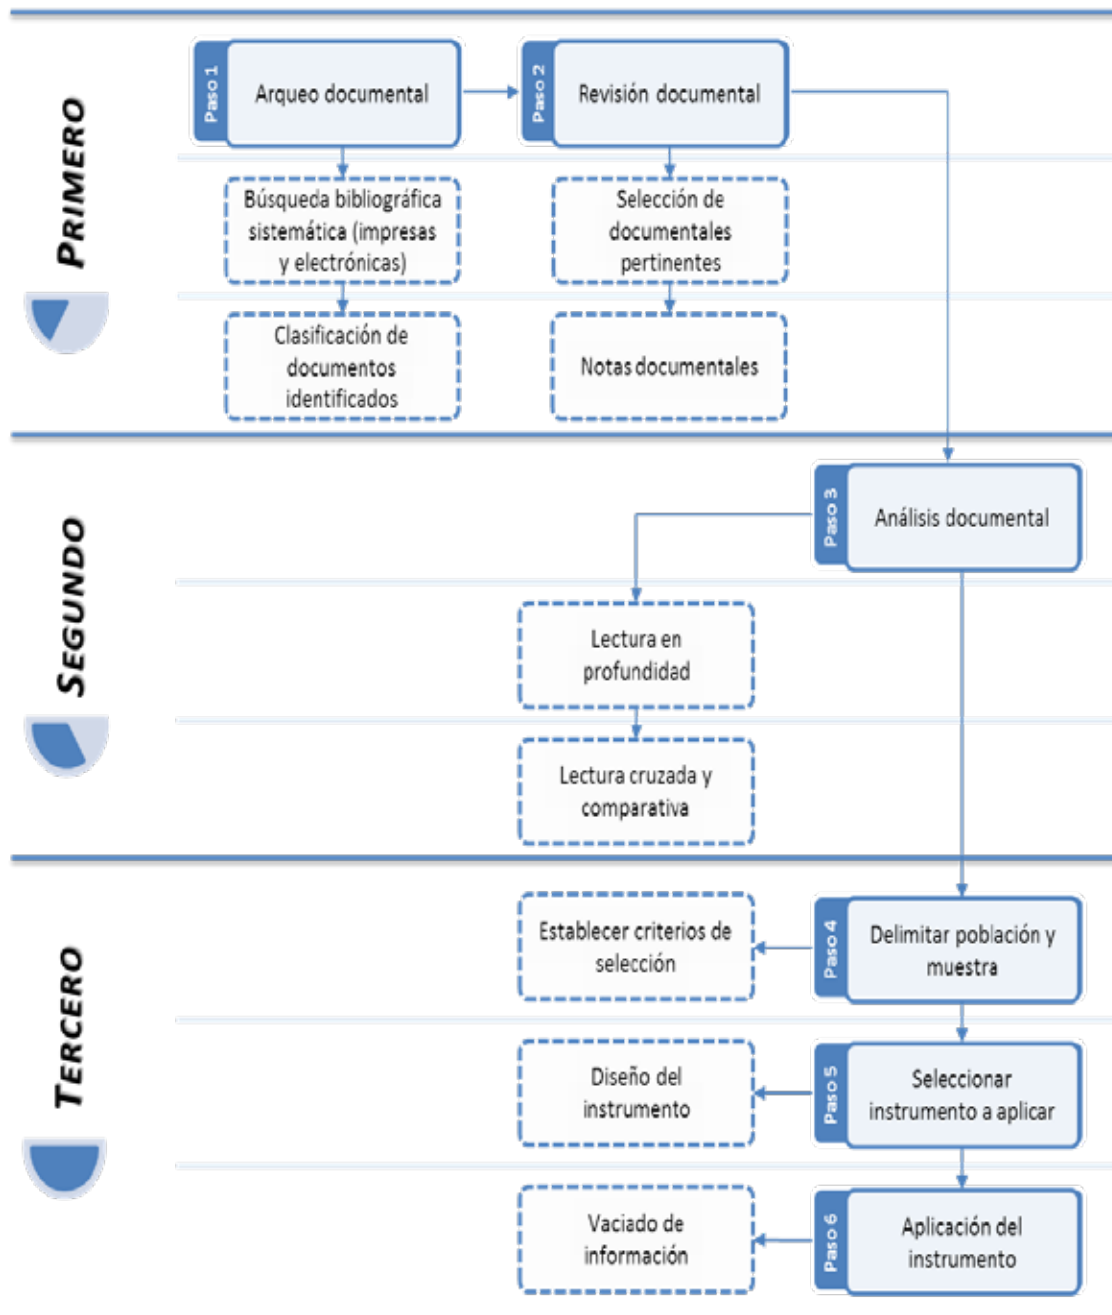 PRIMERO
Paso 1
Arqueo documental
Paso 2
Revisión documental
Búsqueda bibliográfica
sistemática (impresas
y electrónicas)
Selección de
documentales
pertinentes
Clasificación de
documentos
identificados
Notas documentales
SEGUNDO
Paso 3
Análisis documental
Lectura en
profundidad
Lectura cruzada y
comparativa
TERCERO
Establecer criterios de
selección
Paso 4
Delimitar población y
muestra
Diseño del
instrumento
Paso 5
Seleccionar
instrumento a aplicar
Vaciado de
información
Paso 6
Aplicación del
instrumento